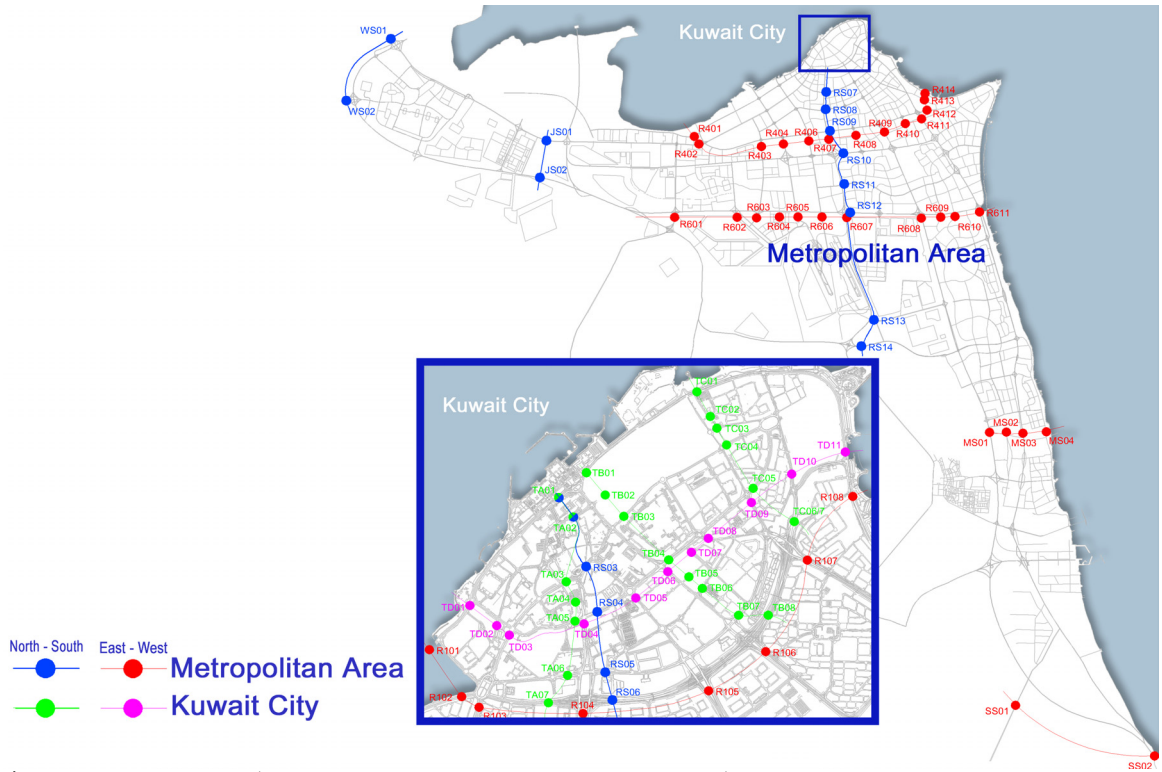 Kuwait City
WS01
WS02
JS01
JS02
R401
R402
R403
R404
R406
R407
R408
R409
R410
R411
R412
R413
R414
RS07
RS08
RS09
RS10
RS11
RS12
R601
R602
R603
R604
R605
R606
R607
R608
R609
R610
R611
Metropolitan Area
RS13
RS14
MS01
MS02
MS03
MS04
SS01
SS02
Kuwait City
TC01
TC02
TC03
TC04
TC05
TC06/7
TD11
TD10
TD09
TD08
TD07
TD06
TD05
TD04
TD03
TD02
TD01
TB01
TB02
TB03
TB04
TB05
TB06
TB07
TB08
TA01
TA02
TA03
TA04
TA05
TA06
TA07
RS03
RS04
RS05
RS06
R101
R102
R103
R104
R105
R106
R107
R108
North - South
East - West
Metropolitan Area
Kuwait City